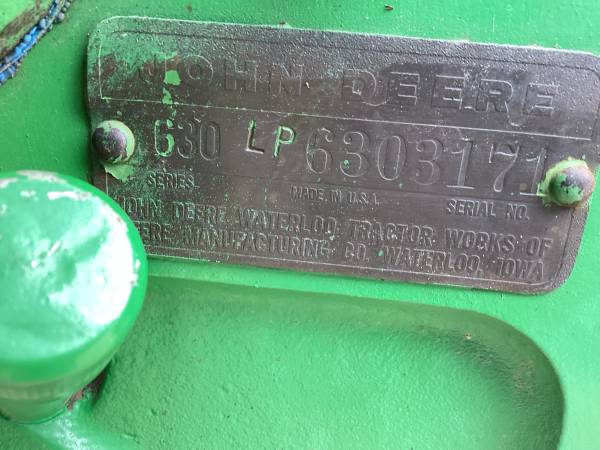 JOHN DEERE
630 LP 6303171
SERIES. MADE IN U.S.A. SERIAL NO.
JOHN DEERE WATERLOO TRACTOR WORKS OF
DEERE MANUFACTURING CO. WATERLOO, IOWA